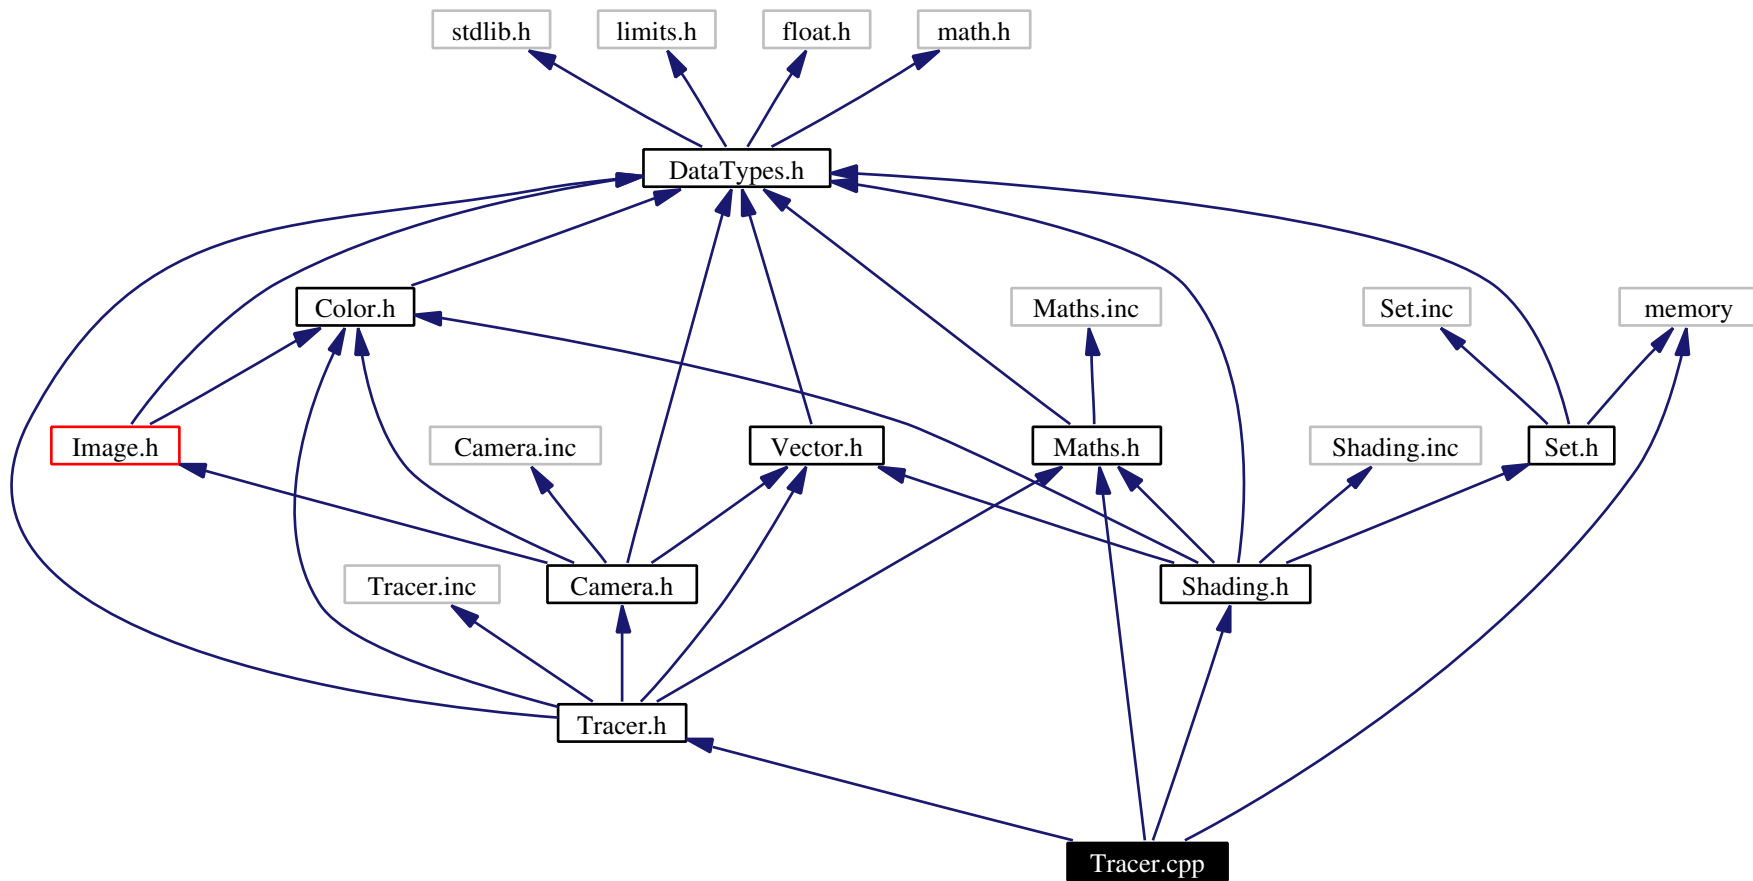 stdlib.h
limits.h
float.h
math.h
DataTypes.h
Color.h
Maths.inc
Set.inc
memory
Image.h
Camera.inc
Vector.h
Maths.h
Shading.inc
Set.h
Tracer.inc
Camera.h
Shading.h
Tracer.h
Tracer.cpp